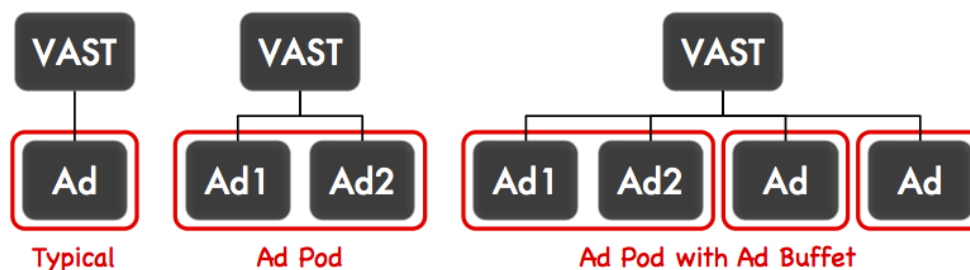 VAST
Ad
Typical
VAST
Ad1 Ad2
Ad Pod
VAST
Ad1 Ad2 Ad Ad
Ad Pod with Ad Buffet